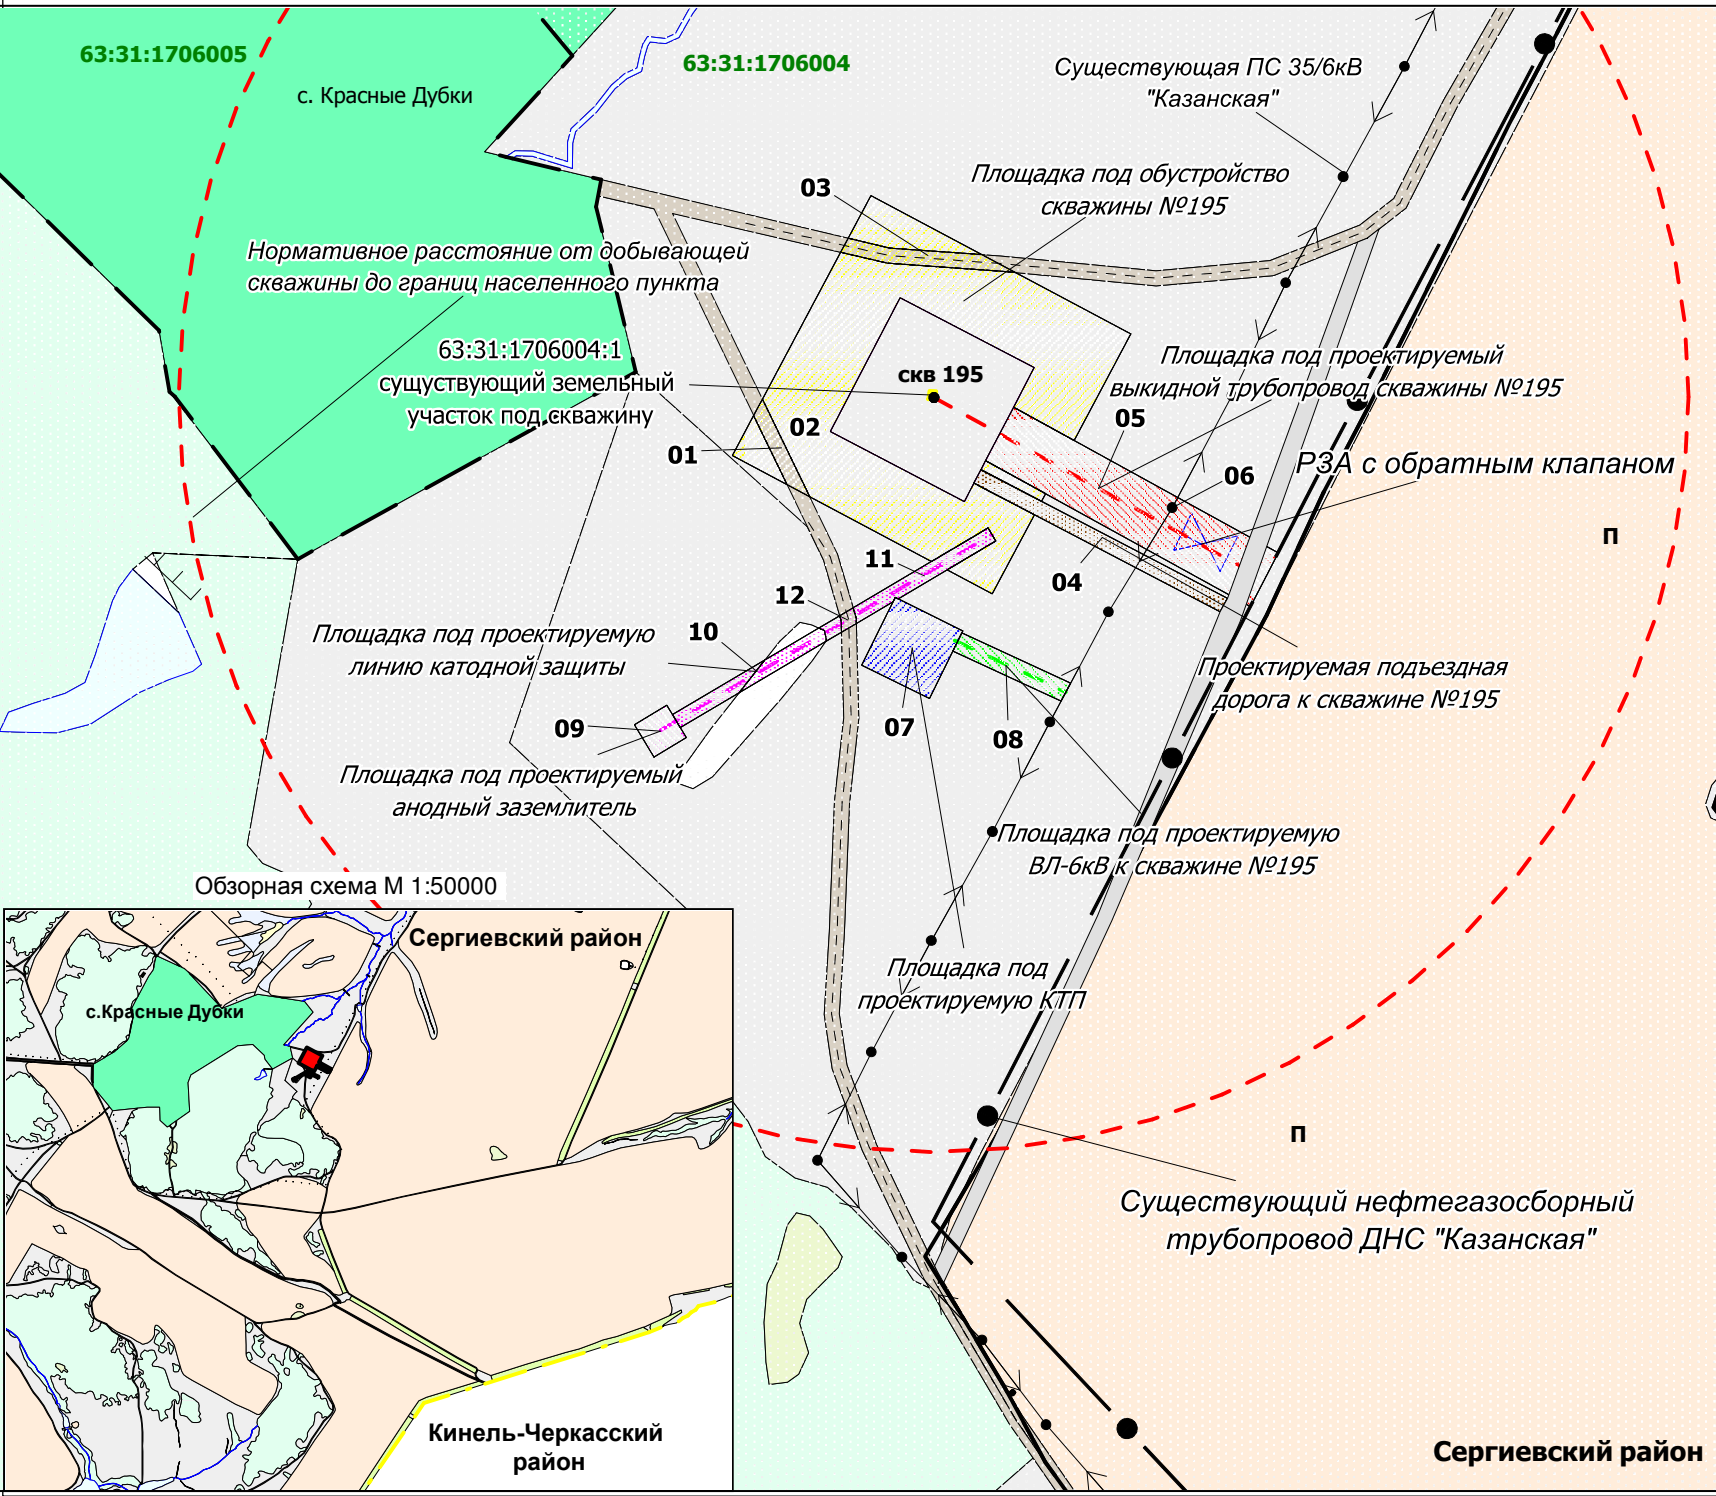 63:31:1706005
с. Красные Дубки
63:31:1706004
Существующая ПС 35/6кВ
"Казанская"
03
Площадка под обустройство
скважины №195
Нормативное расстояние от добывающей
скважины до границ населенного пункта
63:31:1706004:1
сущуствующий земельный
участок под скважину
скв 195
Площадка под проектируемый
выкидной трубопровод скважины №195
02
01
05
06
РЗА с обратным клапаном
П
11
04
12
10
Площадка под проектируемую
линию катодной защиты
Проектируемая подъездная
дорога к скважине №195
09
07
08
Площадка под проектируемый
анодный заземлитель
Площадка под проектируемую
ВЛ-6кВ к скважине №195
Обзорная схема М 1:50000
Сергиевский район
с.Красные Дубки
Площадка под
проектируемую КТП
П
Существующий нефтегазосборный
трубопровод ДНС "Казанская"
Кинель-Черкасский
район
Сергиевский район